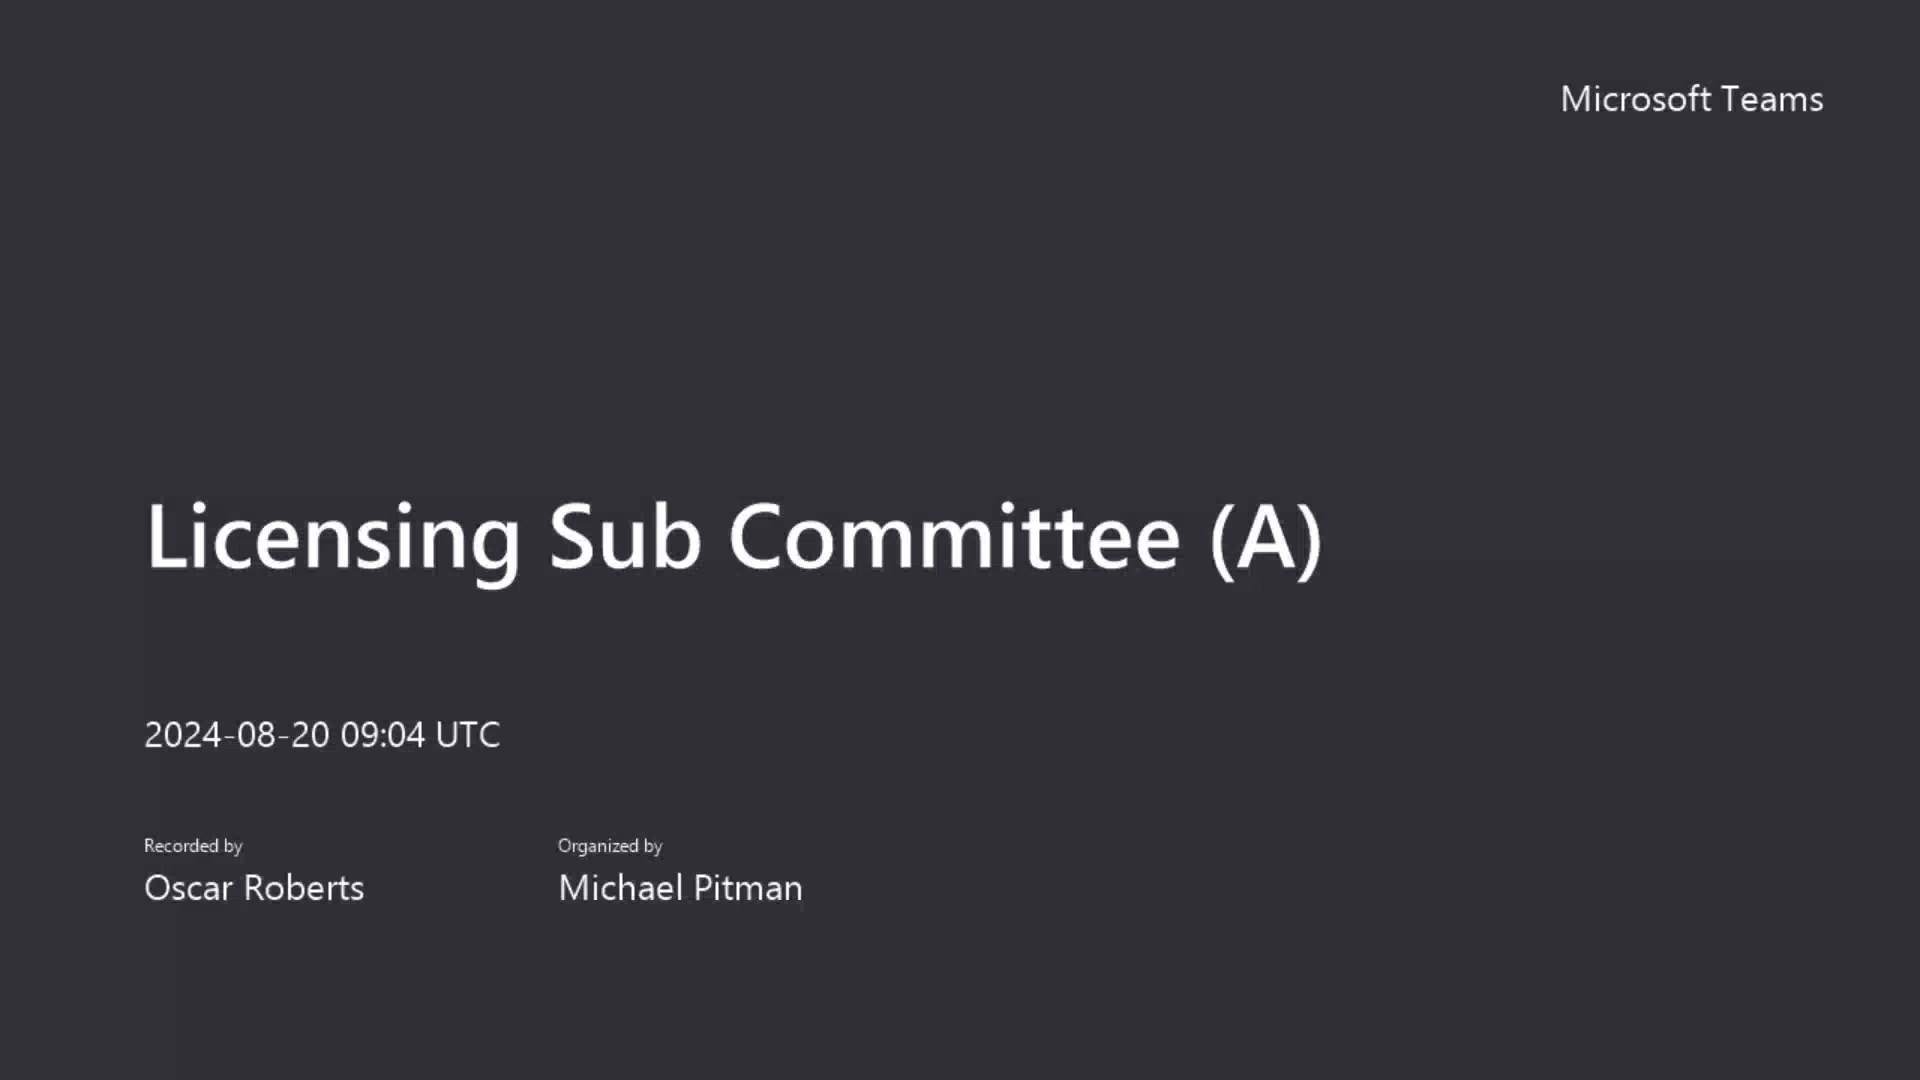 Microsoft Teams
Licensing Sub Committee (A)
2024-08-20 09:04 UTC
Recorded by
Organized by
Oscar Roberts
Michael Pitman